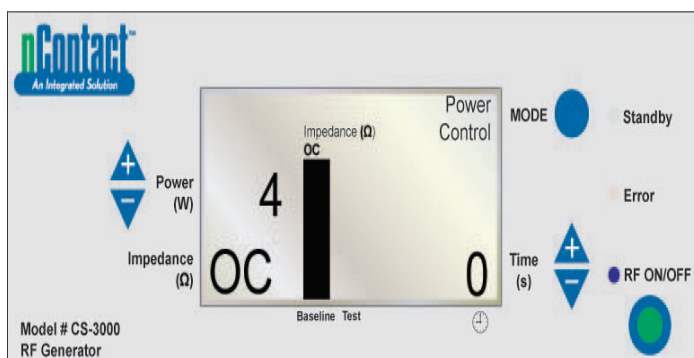 nContact™
An Integrated Solution
Power
Control
Impedance (Ω)
OC
MODE
Standby
+
−
Power
(W)
4
Error
Impedance
(Ω)
OC
0
Time
(s)
+
−
RF ON/OFF
Baseline Test
Model # CS-3000
RF Generator